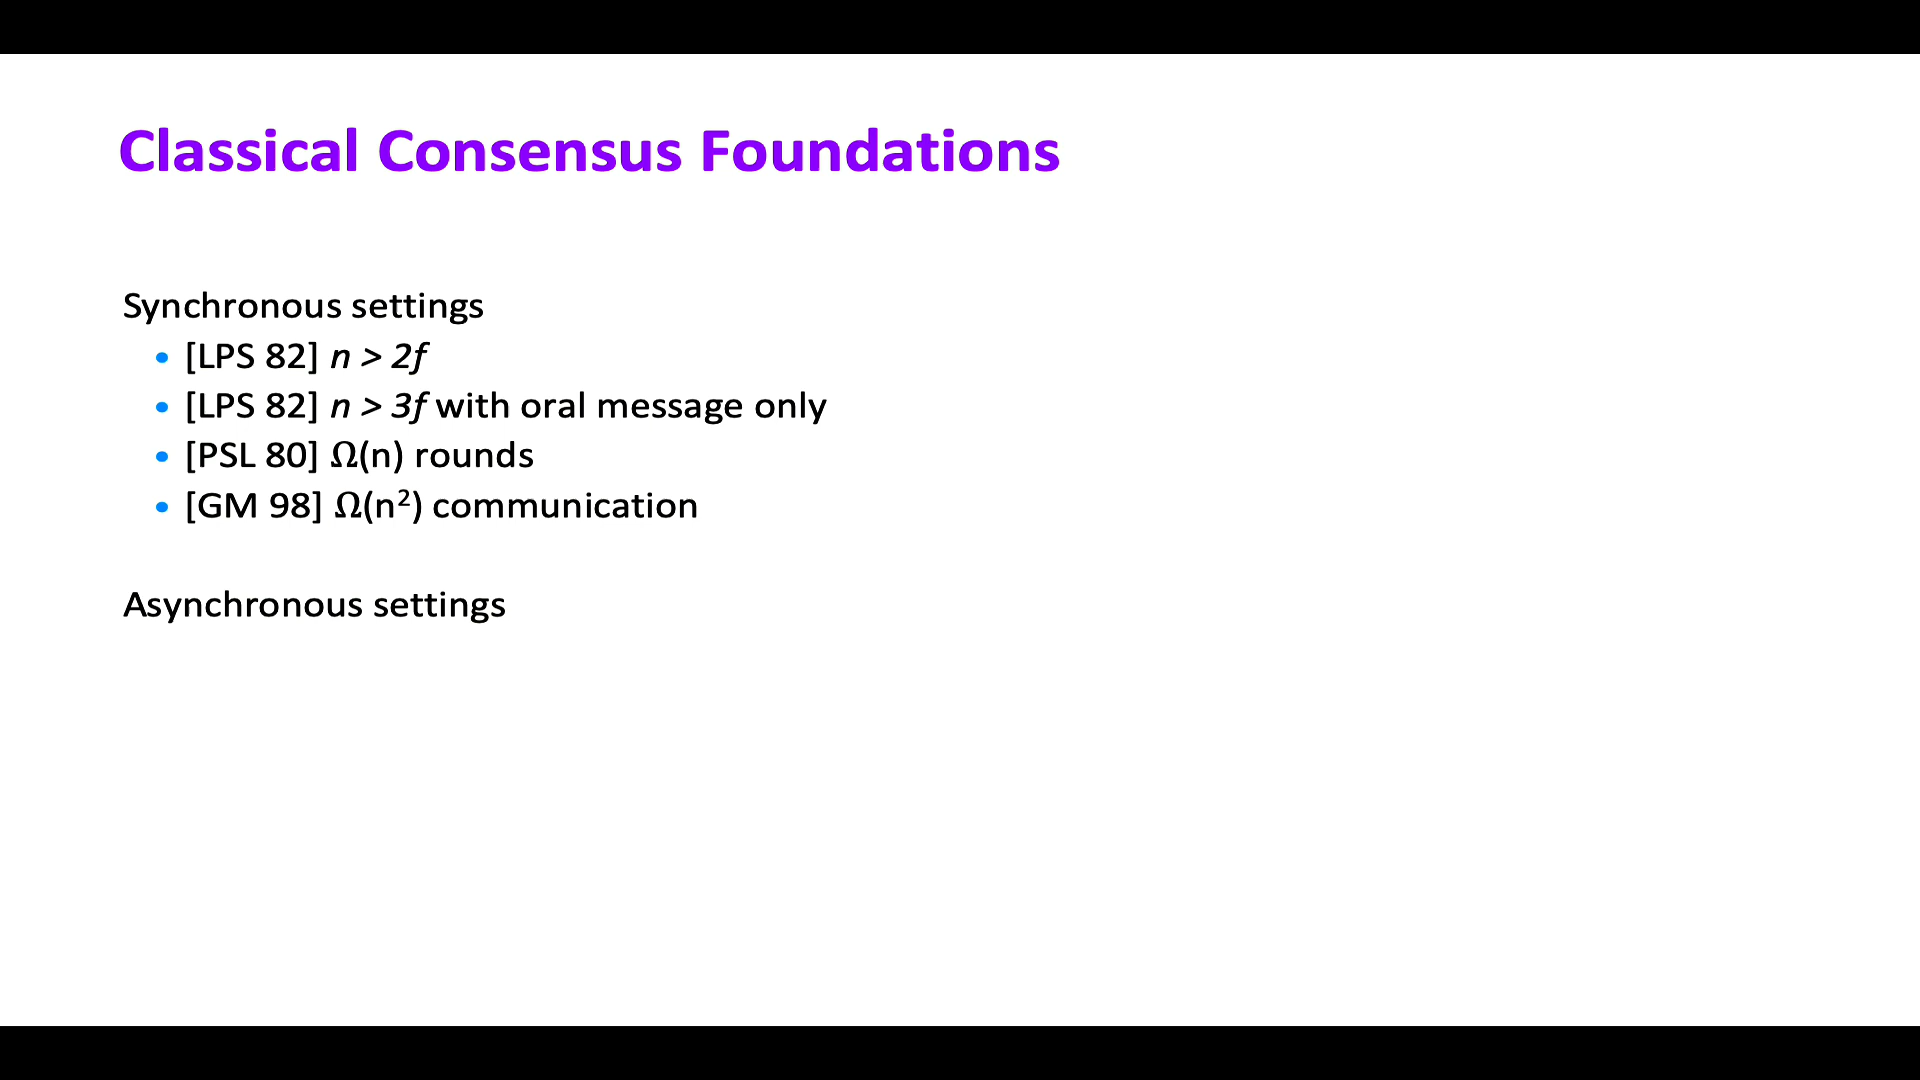 Classical Consensus Foundations
Synchronous settings
• [LPS 82] n > 2f
• [LPS 82] n > 3f with oral message only
• [PSL 80] Ω(n) rounds
• [GM 98] Ω(n²) communication
Asynchronous settings